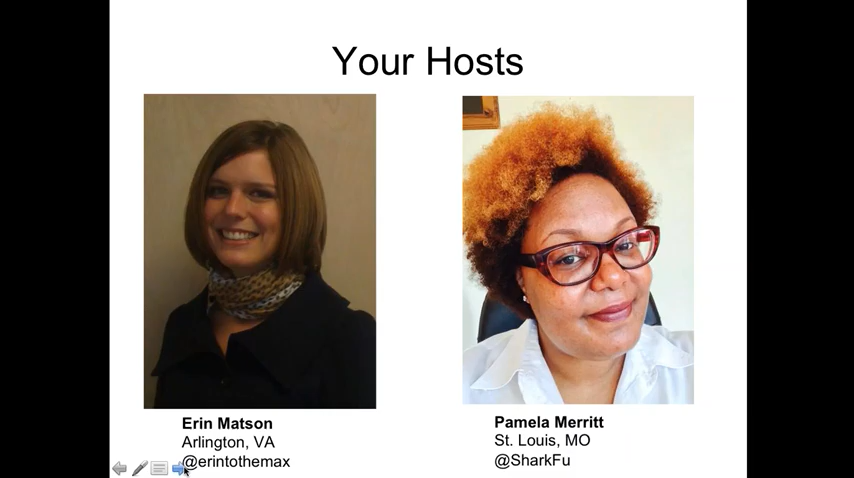 Your Hosts
Erin Matson
Arlington, VA
@erintothemax
Pamela Merritt
St. Louis, MO
@SharkFu